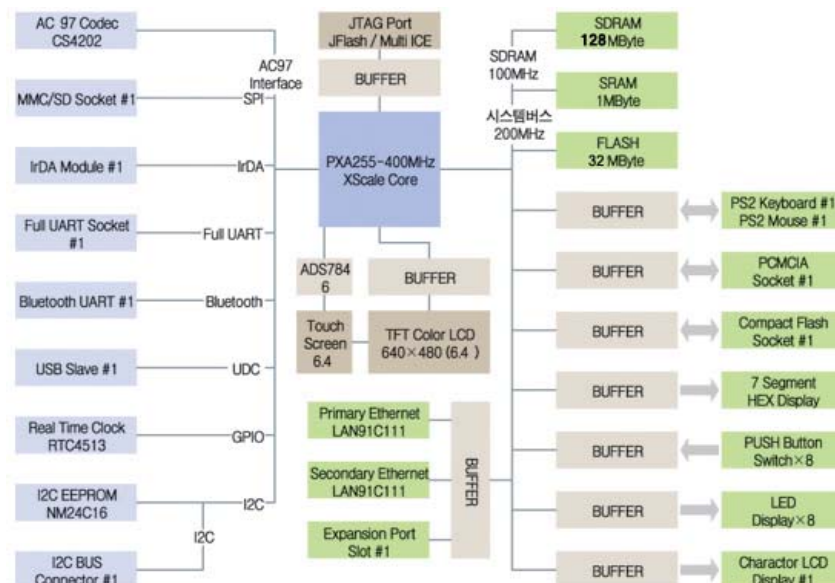 AC 97 Codec
CS4202
MMC/SD Socket #1
IrDA Module #1
Full UART Socket
#1
Bluetooth UART #1
USB Slave #1
Real Time Clock
RTC4513
I2C EEPROM
NM24C16
I2C BUS
Connector #1
AC97
Interface
SPI
IrDA
Full UART
Bluetooth
UDC
GPIO
I2C
I2C
JTAG Port
JFlash / Multi ICE
BUFFER
PXA255-400MHz
XScale Core
ADS784
6
BUFFER
Touch
Screen
6.4
TFT Color LCD
640×480 (6.4 )
Primary Ethernet
LAN91C111
Secondary Ethernet
LAN91C111
Expansion Port
Slot #1
BUFFER
SDRAM
100MHz
시스템버스
200MHz
SDRAM
128MByte
SRAM
1MByte
FLASH
32 MByte
BUFFER
PS2 Keyboard #1
PS2 Mouse #1
BUFFER
PCMCIA
Socket #1
BUFFER
Compact Flash
Socket #1
BUFFER
7 Segment
HEX Display
BUFFER
PUSH Button
Switch×8
BUFFER
LED
Display×8
BUFFER
Charactor LCD
Display #1